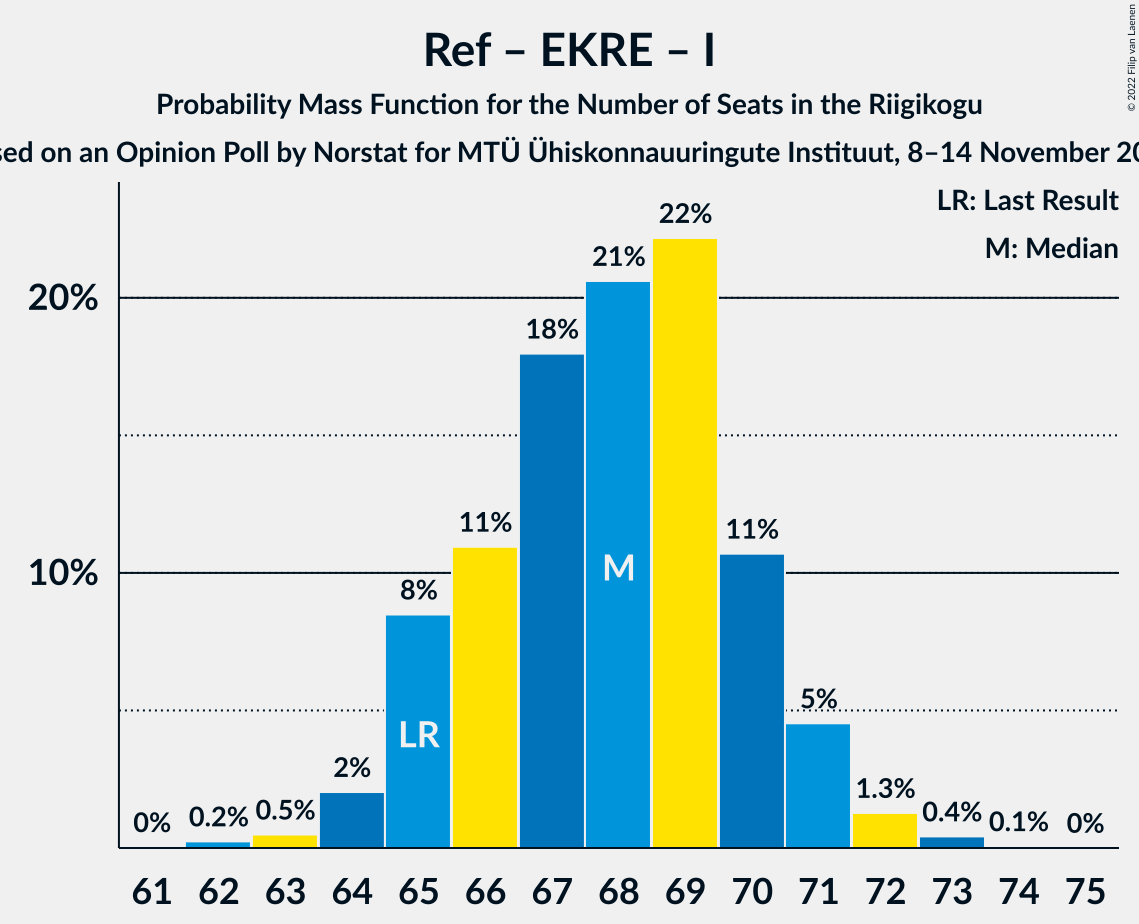 Ref – EKRE – I
Probability Mass Function for the Number of Seats in the Riigikogu
on an Opinion Poll by Norstat for MTÜ Ühiskonnauuringute Instituut, 8–14 November
© 2022 Filip van Laenen
LR: Last Result
M: Median
20%
10%
0%
0.2%
0.5%
2%
8%
11%
18%
21%
22%
11%
5%
1.3%
0.4%
0.1%
0%
LR
M
61 62 63 64 65 66 67 68 69 70 71 72 73 74 75